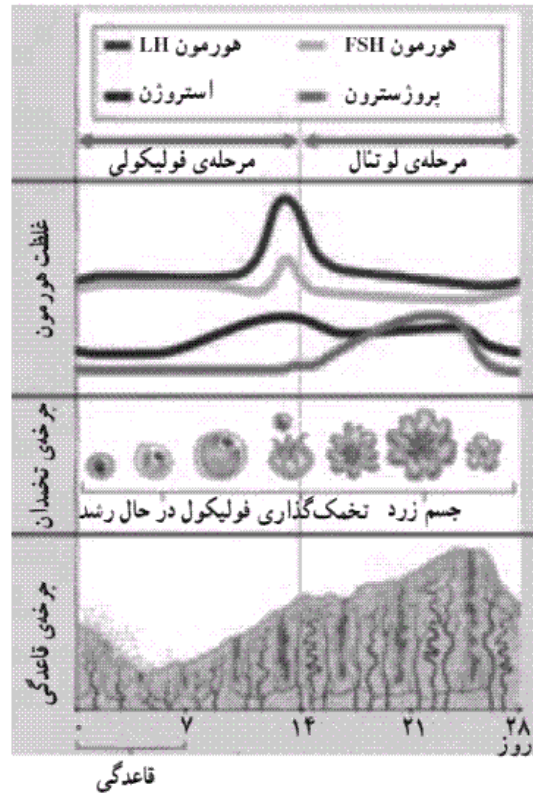 هورمون LH هورمون FSH
استروژن پروژسترون
مرحله‌ی فولیکولی مرحله‌ی لوتئال
غلظت هورمون
چرخه‌ی تخمدان
فولیکول در حال رشد تخمک‌گذاری جسم زرد
چرخه‌ی قاعدگی
۰ ۷ ۱۴ ۲۱ ۲۸
روز
قاعدگی